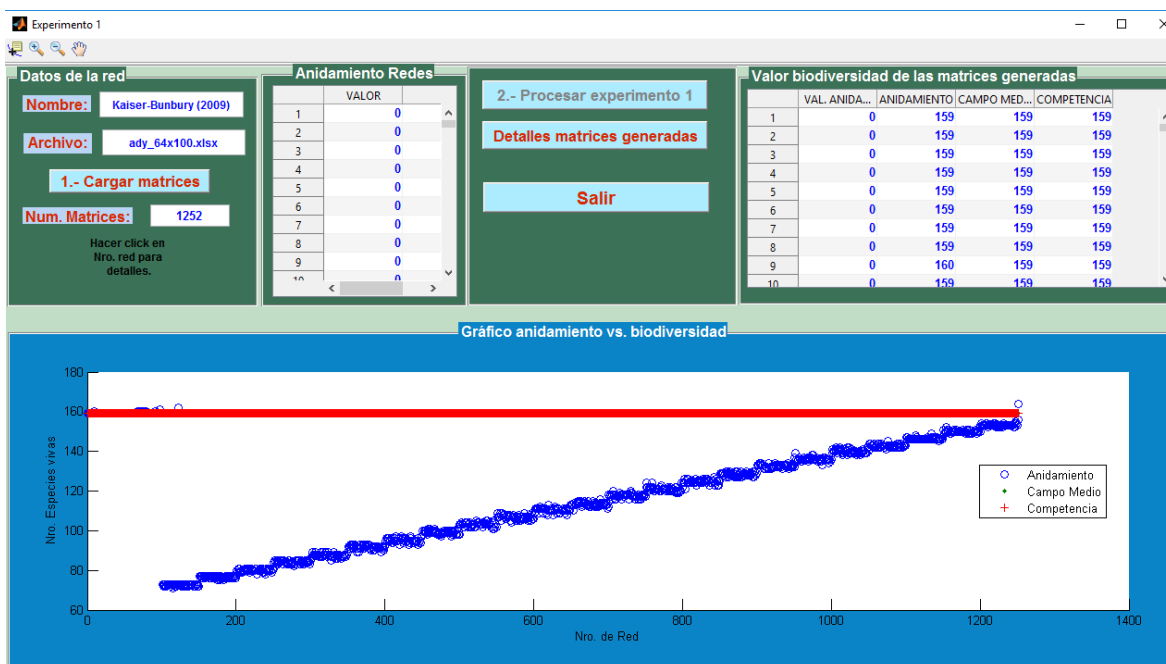 Experimento 1
Datos de la red
Nombre: Kaiser-Bunbury (2009)
Archivo: ady_64x100.xlsx
1.- Cargar matrices
Num. Matrices: 1252
Hacer click en
Nro. red para
detalles.
Anidamiento Redes
VALOR
1 0
2 0
3 0
4 0
5 0
6 0
7 0
8 0
9 0
10 0
2.- Procesar experimento 1
Detalles matrices generadas
Salir
Valor biodiversidad de las matrices generadas
VAL. ANIDA... ANIDAMIENTO CAMPO MED... COMPETENCIA
1 0 159 159 159
2 0 159 159 159
3 0 159 159 159
4 0 159 159 159
5 0 159 159 159
6 0 159 159 159
7 0 159 159 159
8 0 159 159 159
9 0 160 159 159
10 0 159 159 159
Gráfico anidamiento vs. biodiversidad
180
160
140
120
100
80
60
Nro. Especies vivas
0 200 400 600 800 1000 1200 1400
Nro. de Red
Anidamiento
Campo Medio
Competencia